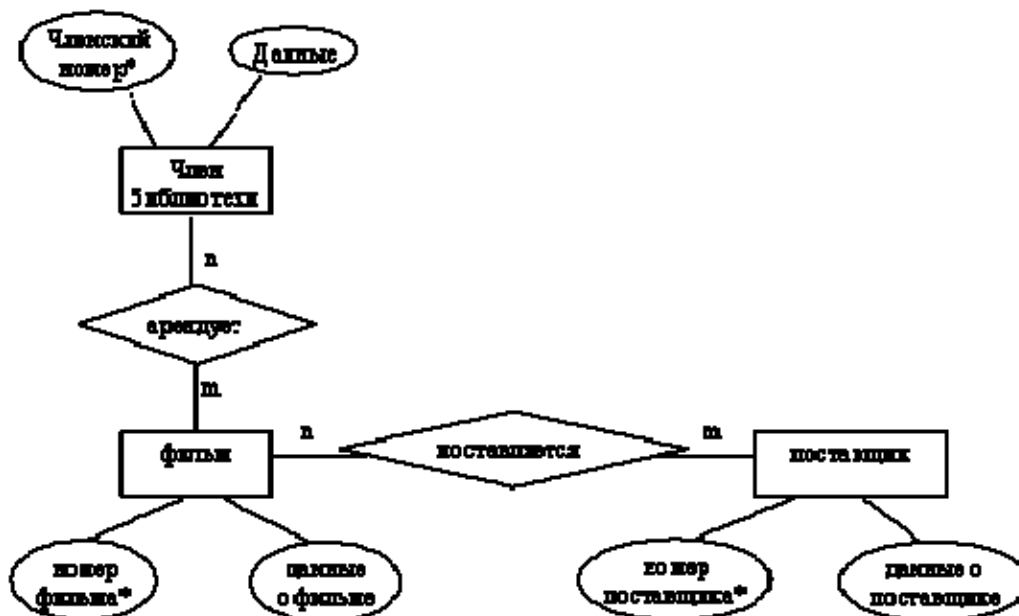 Членский
номер*
Данные
Член
Библиотеки
n
арендует
m
фильм
n
поставляется
m
поставщик
номер
фильма*
данные
о фильме
номер
поставщика*
данные о
поставщике